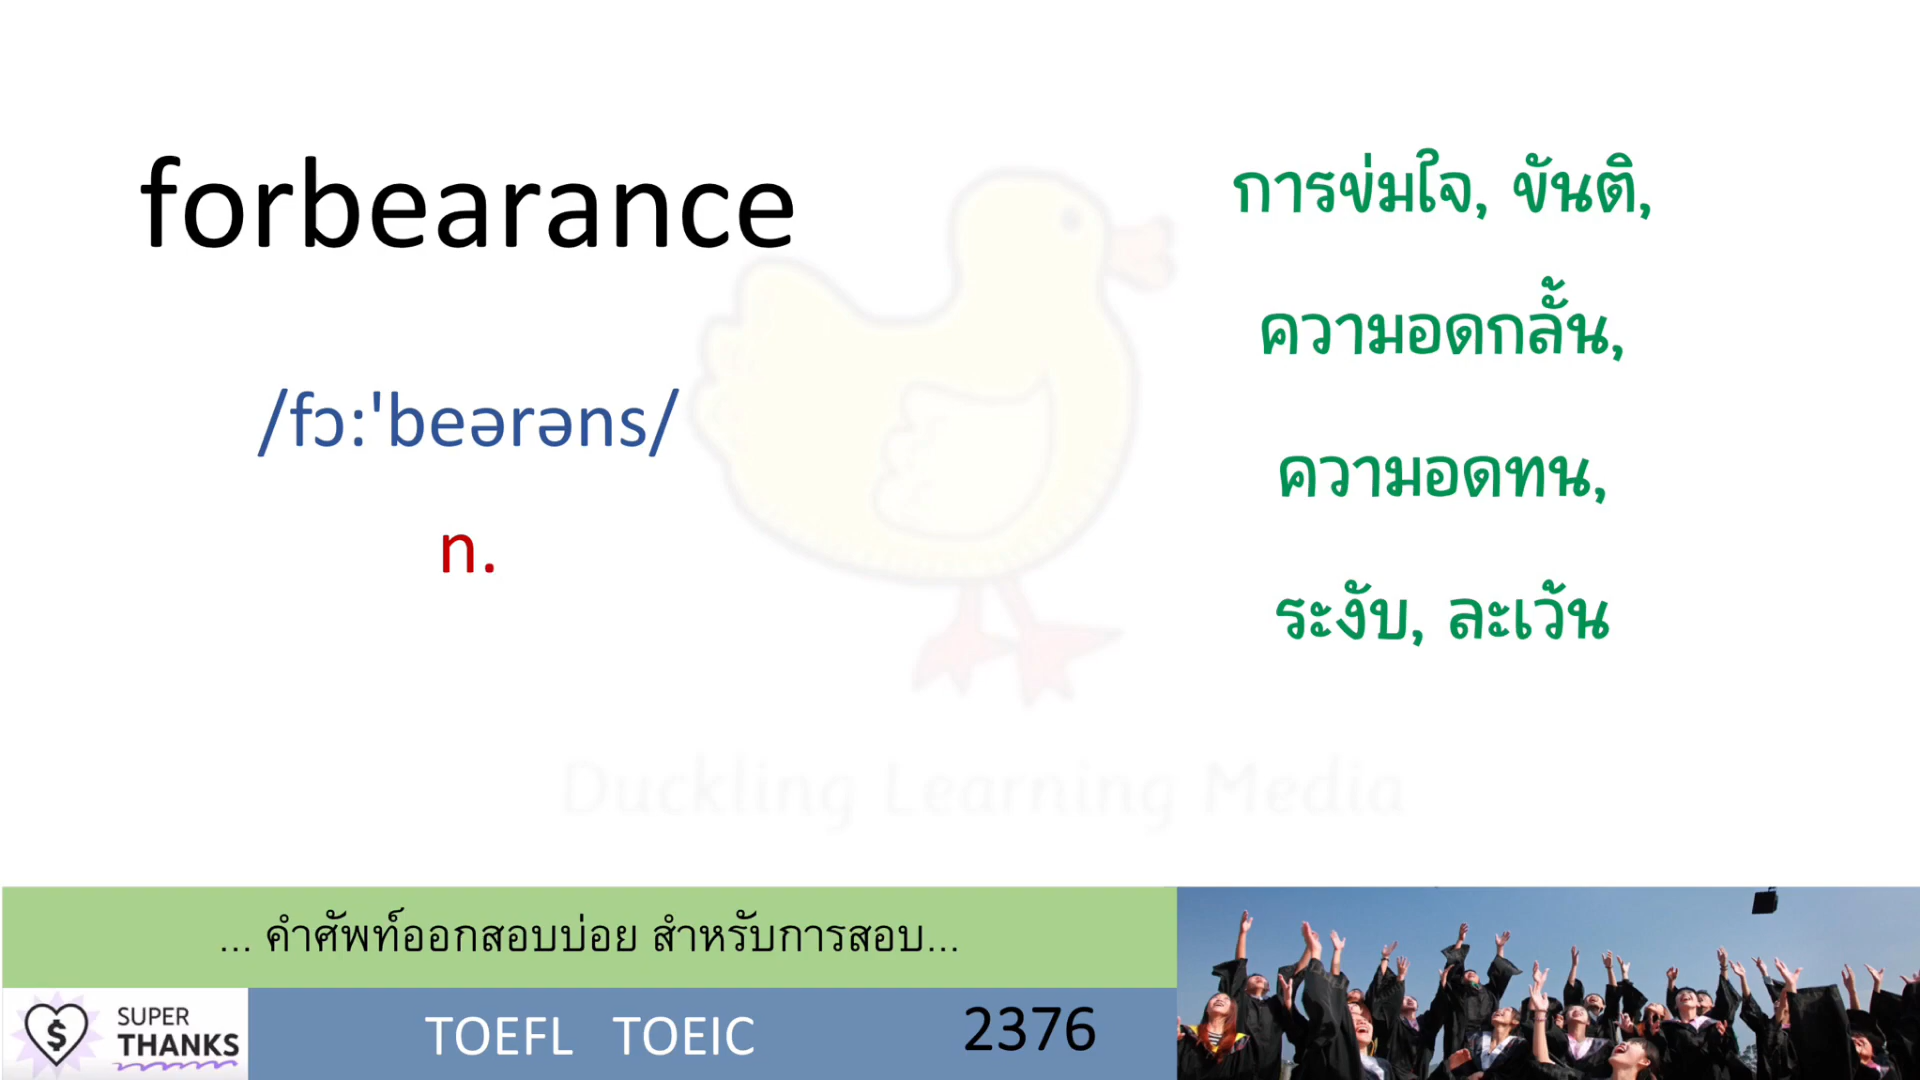 forbearance
/fɔ:'beərəns/
n.
การข่มใจ, ขันติ,
ความอดกลั้น,
ความอดทน,
ระงับ, ละเว้น
Duckling Learning Media
... คำศัพท์ออกสอบบ่อย สำหรับการสอบ...
SUPER
THANKS
TOEFL TOEIC
2376